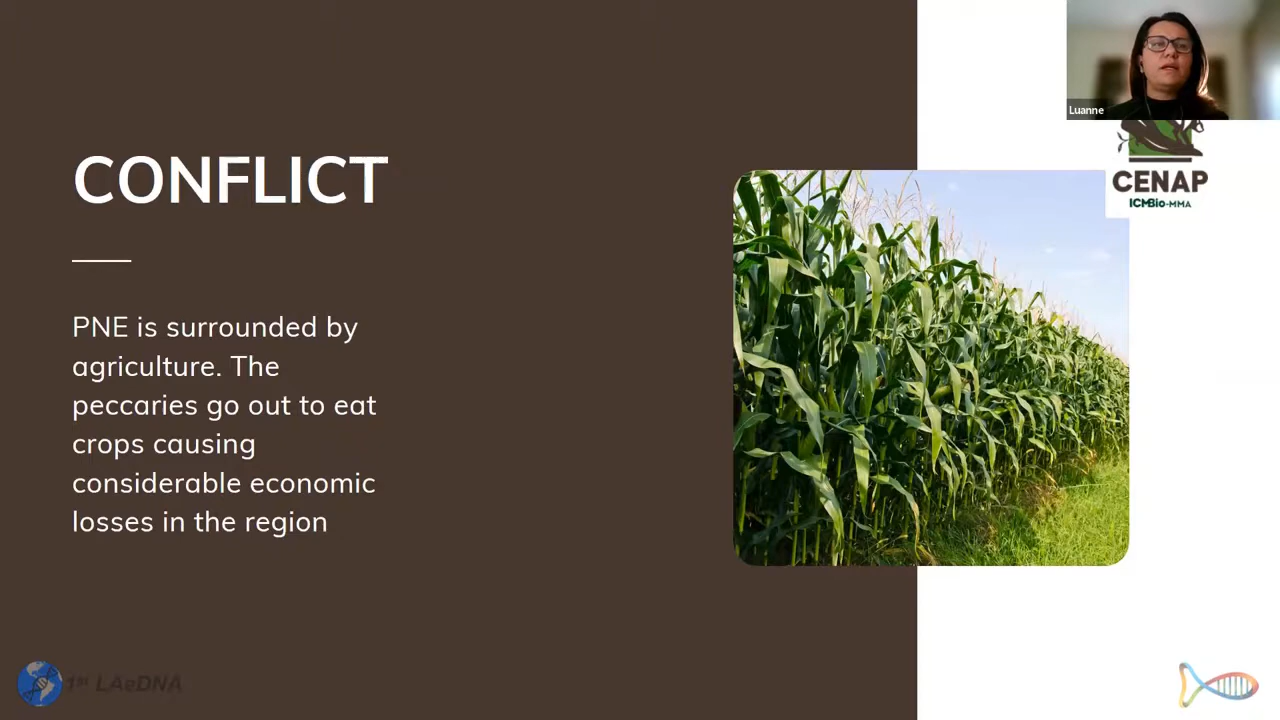 Luanne
CENAP
ICMBio-MMA
CONFLICT
PNE is surrounded by
agriculture. The
peccaries go out to eat
crops causing
considerable economic
losses in the region
1st LAeDNA